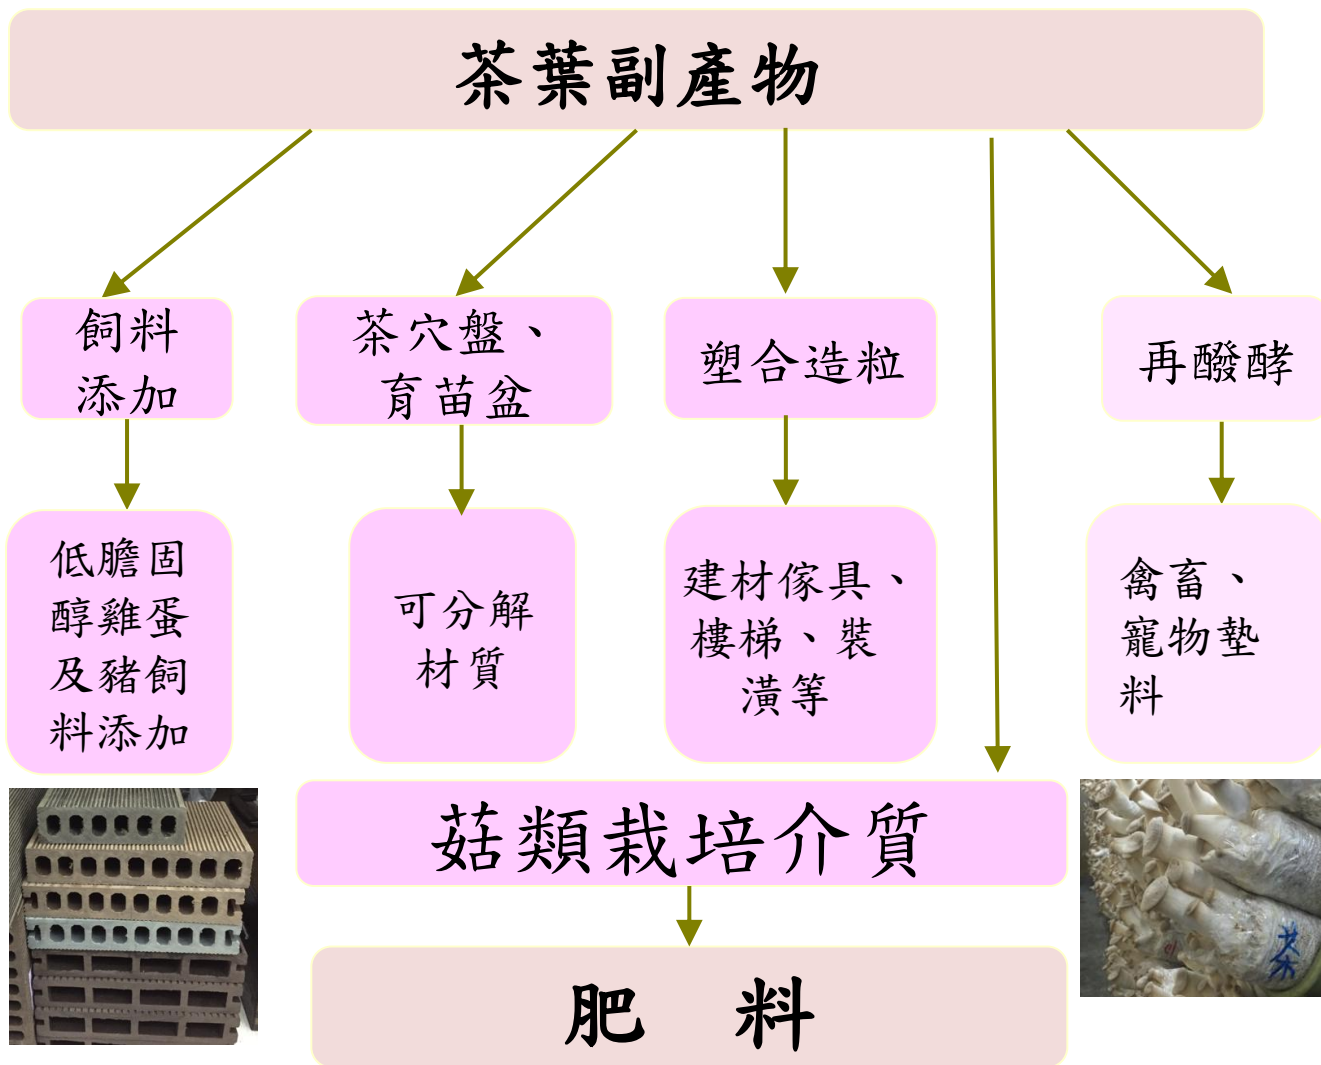 茶葉副產物
飼料
添加
茶穴盤、
育苗盆
塑合造粒
再醱酵
低膽固
醇雞蛋
及豬飼
料添加
可分解
材質
建材傢具、
樓梯、裝
潢等
禽畜、
寵物墊
料
菇類栽培介質
茶
肥 料